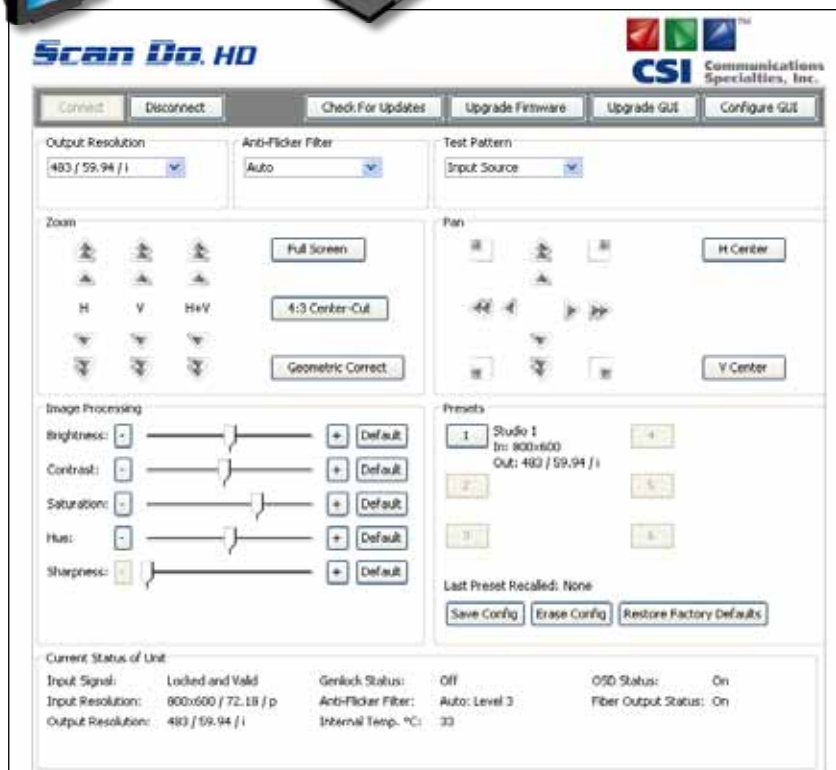 Scan Do. HD
CSI Communications Specialties, Inc.
TM
Connect Disconnect Check For Updates Upgrade Firmware Upgrade GUI Configure GUI
Output Resolution Anti-Flicker Filter Test Pattern
483 / 59.94 / i Auto Input Source
Zoom Pan
Full Screen H Center
H V H+V 4:3 Center-Cut
Geometric Correct V Center
Image Processing Presets
Brightness: - + Default 1 Studio 1 4
In: 800x600
Contrast: - + Default Out: 483 / 59.94 / i
Saturation: - + Default 2 5
Hue: - + Default 3 6
Sharpness: - + Default
Last Preset Recalled: None
Save Config Erase Config Restore Factory Defaults
Current Status of Unit
Input Signal: Locked and Valid Genlock Status: Off OSD Status: On
Input Resolution: 800x600 / 72.18 / p Anti-Flicker Filter: Auto: Level 3 Fiber Output Status: On
Output Resolution: 483 / 59.94 / i Internal Temp. °C: 33